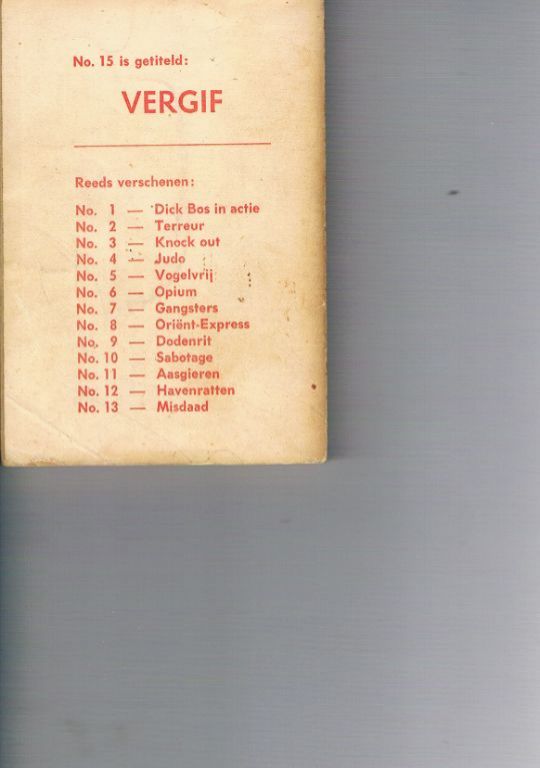 No. 15 is getiteld:
VERGIF
Reeds verschenen:
No. 1 — Dick Bos in actie
No. 2 — Terreur
No. 3 — Knock out
No. 4 — Judo
No. 5 — Vogelvrij
No. 6 — Opium
No. 7 — Gangsters
No. 8 — Oriënt-Express
No. 9 — Dodenrit
No. 10 — Sabotage
No. 11 — Aasgieren
No. 12 — Havenratten
No. 13 — Misdaad